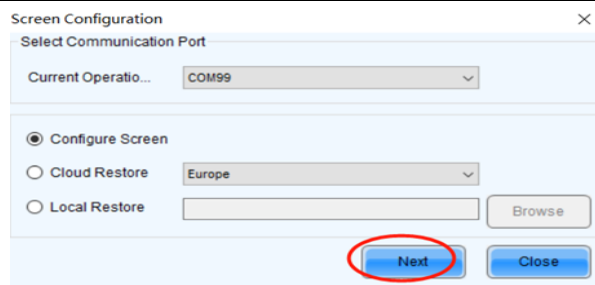 Screen Configuration
Select Communication Port
Current Operatio... COM99
Configure Screen
Cloud Restore Europe
Local Restore Browse
Next Close